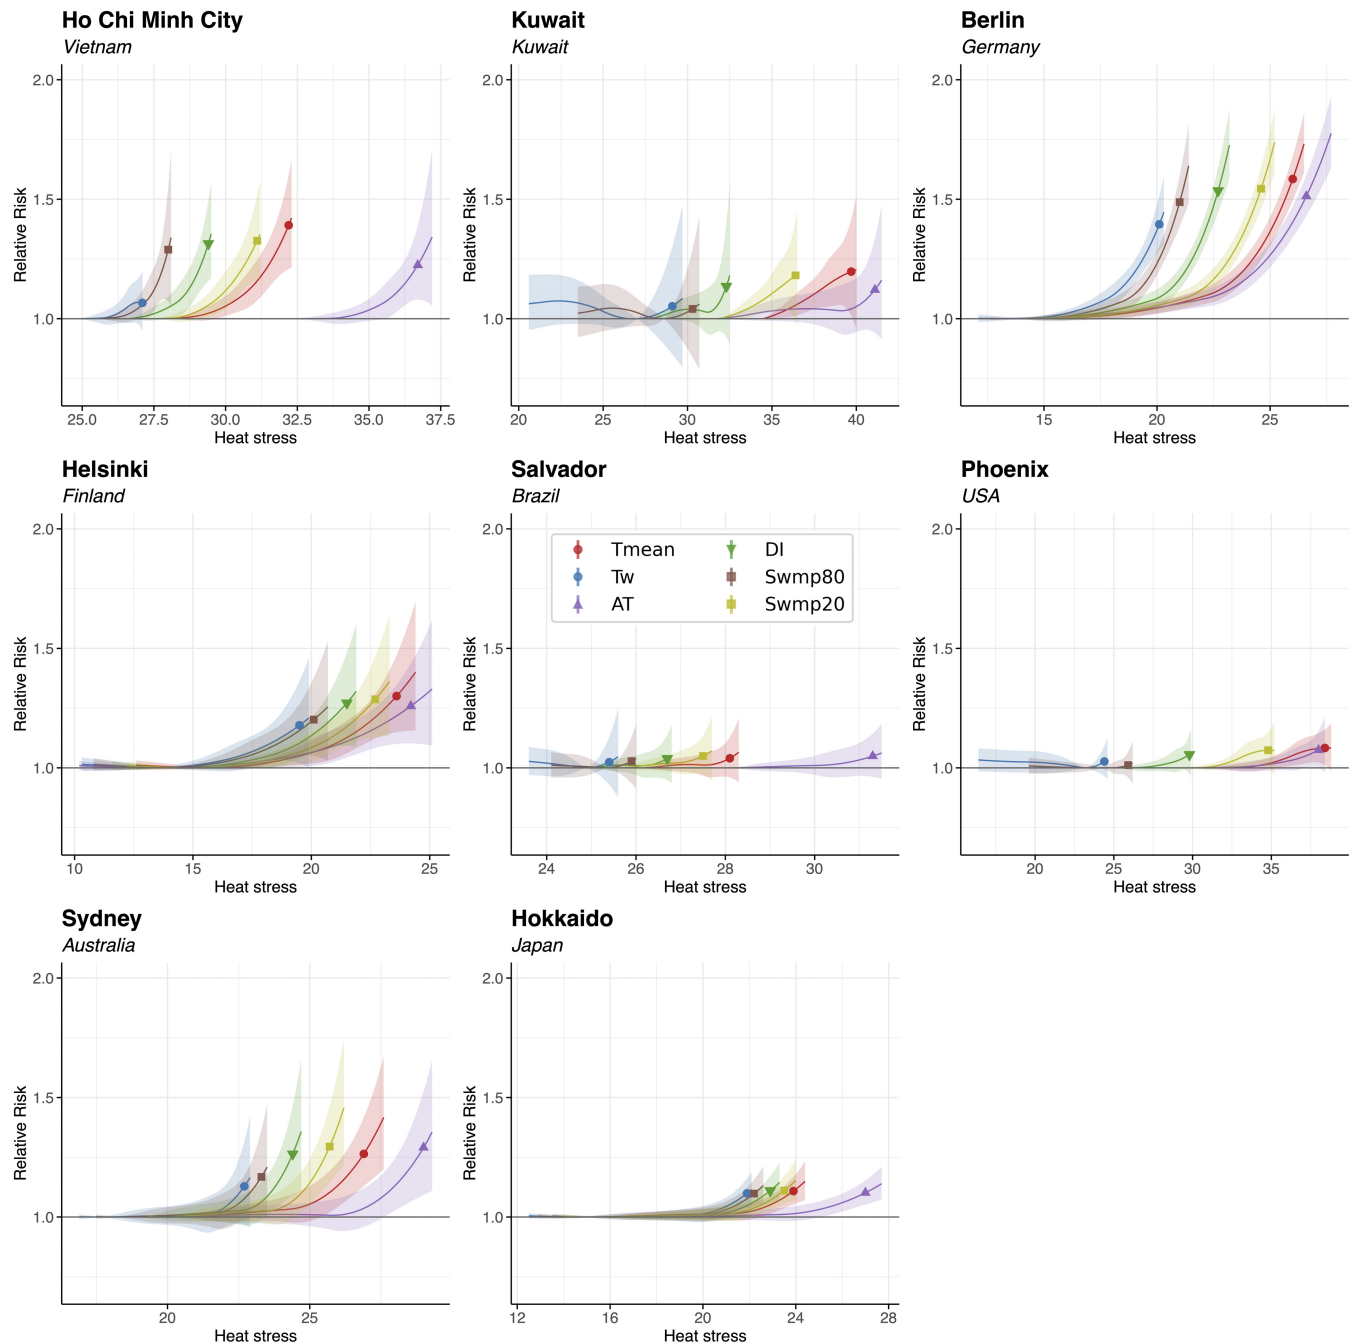 Ho Chi Minh City
Vietnam
2.0
1.5
1.0
Relative Risk
25.0 27.5 30.0 32.5 35.0 37.5
Heat stress
Kuwait
Kuwait
2.0
1.5
1.0
Relative Risk
20 25 30 35 40
Heat stress
Berlin
Germany
2.0
1.5
1.0
Relative Risk
15 20 25
Heat stress
Helsinki
Finland
2.0
1.5
1.0
Relative Risk
10 15 20 25
Heat stress
Salvador
Brazil
2.0
1.5
1.0
Relative Risk
Tmean DI
Tw Swmp80
AT Swmp20
24 26 28 30
Heat stress
Phoenix
USA
2.0
1.5
1.0
Relative Risk
20 25 30 35
Heat stress
Sydney
Australia
2.0
1.5
1.0
Relative Risk
20 25
Heat stress
Hokkaido
Japan
2.0
1.5
1.0
Relative Risk
12 16 20 24 28
Heat stress